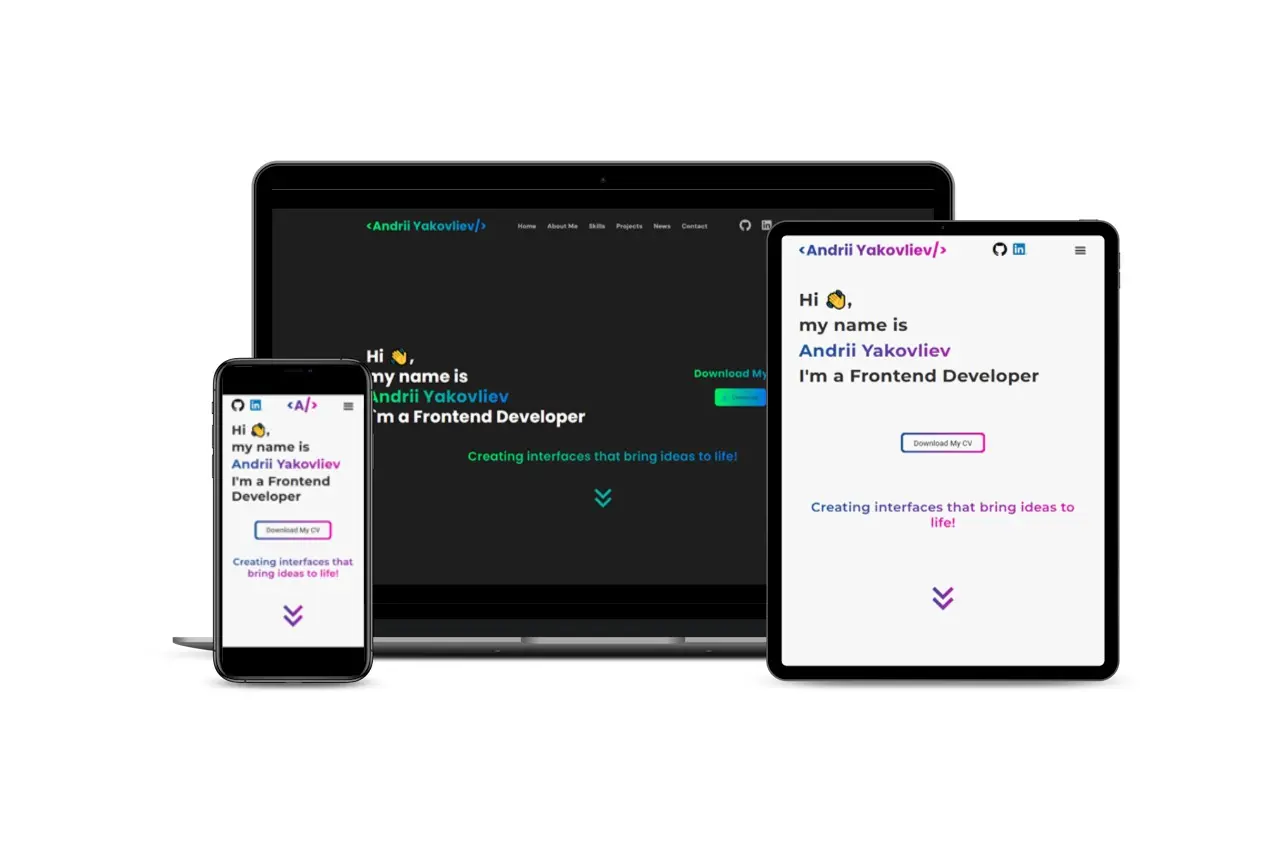 <Andrii Yakovliev/>
Home About Me Skills Projects News Contact
Hi 👋,
my name is
Andrii Yakovliev
I'm a Frontend Developer
Download My
Creating interfaces that bring ideas to life!
<A/>
Hi 👋,
my name is
Andrii Yakovliev
I'm a Frontend
Developer
Download My CV
Creating interfaces that
bring ideas to life!
<Andrii Yakovliev/>
in
Hi 👋,
my name is
Andrii Yakovliev
I'm a Frontend Developer
Download My CV
Creating interfaces that bring ideas to
life!